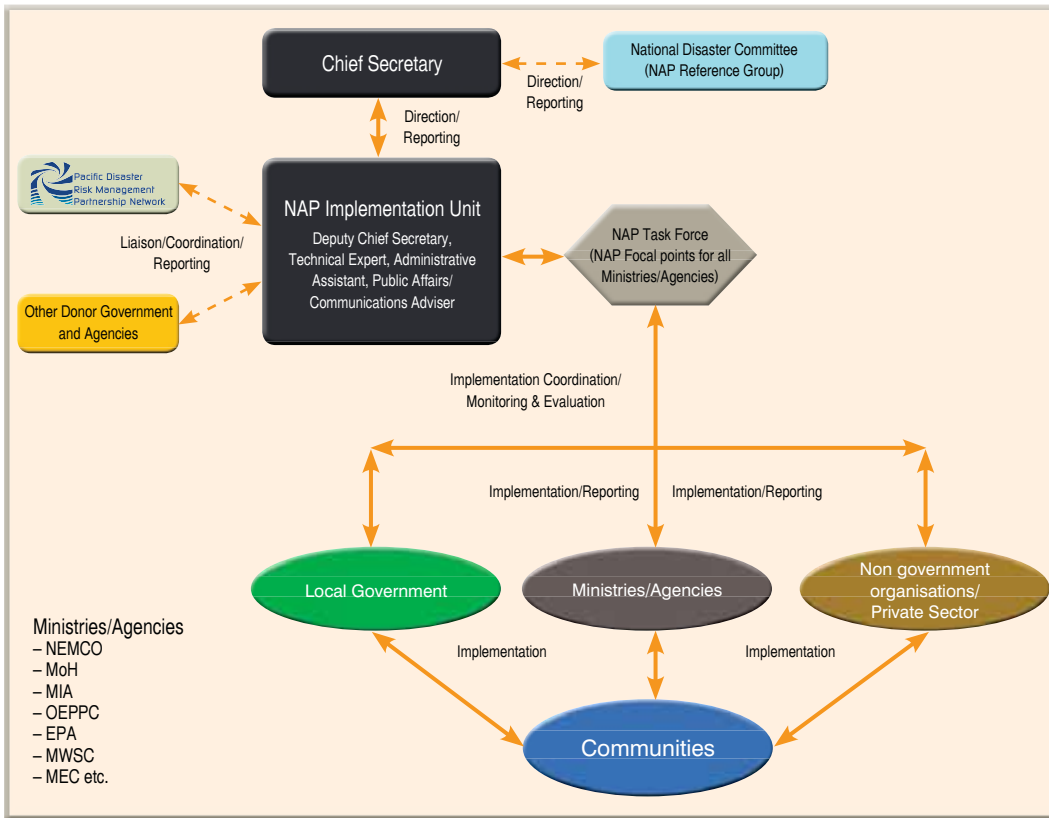 Chief Secretary
National Disaster Committee
(NAP Reference Group)
Direction/
Reporting
Direction/
Reporting
Pacific Disaster
Risk Management
Partnership Network
NAP Implementation Unit
Deputy Chief Secretary,
Technical Expert, Administrative
Assistant, Public Affairs/
Communications Adviser
NAP Task Force
(NAP Focal points for all
Ministries/Agencies)
Liaison/Coordination/
Reporting
Other Donor Government
and Agencies
Implementation Coordination/
Monitoring & Evaluation
Implementation/Reporting
Implementation/Reporting
Local Government
Ministries/Agencies
Non government
organisations/
Private Sector
Implementation
Implementation
Communities
Ministries/Agencies
– NEMCO
– MoH
– MIA
– OEPPC
– EPA
– MWSC
– MEC etc.